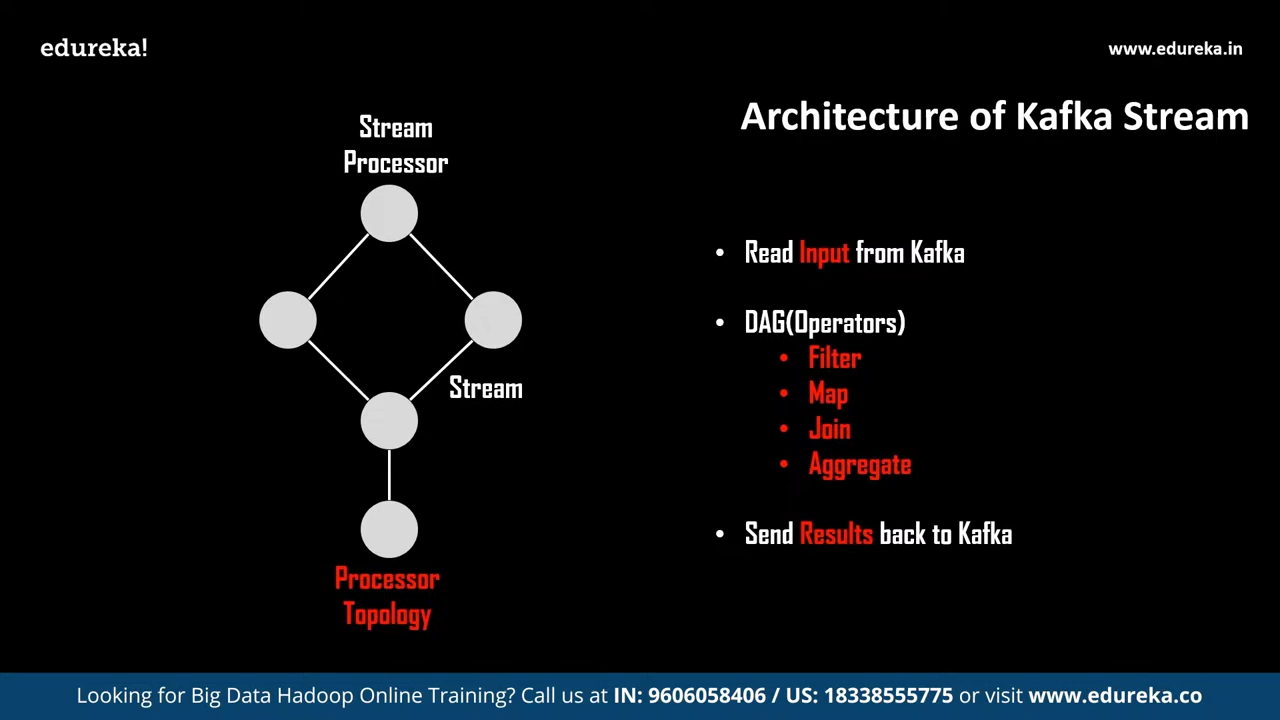 edureka!
www.edureka.in
Architecture of Kafka Stream
Stream
Processor
Stream
Processor
Topology
• Read Input from Kafka
• DAG(Operators)
• Filter
• Map
• Join
• Aggregate
• Send Results back to Kafka
Looking for Big Data Hadoop Online Training? Call us at IN: 9606058406 / US: 18338555775 or visit www.edureka.co